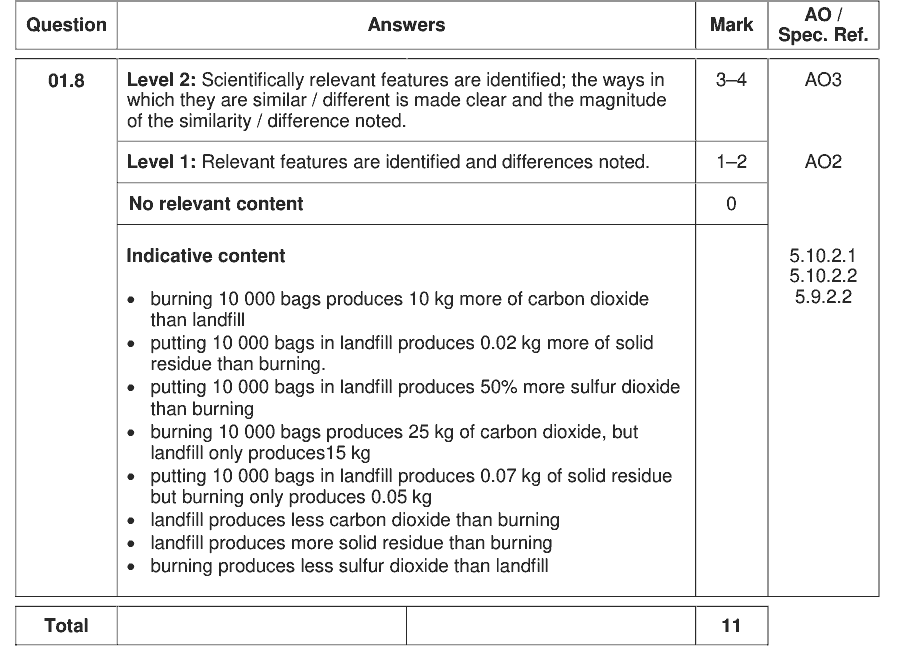 Question Answers Mark AO /
Spec. Ref.
01.8 Level 2: Scientifically relevant features are identified; the ways in 3–4 AO3
which they are similar / different is made clear and the magnitude
of the similarity / difference noted.
Level 1: Relevant features are identified and differences noted. 1–2 AO2
No relevant content 0
Indicative content 5.10.2.1
5.10.2.2
5.9.2.2
• burning 10 000 bags produces 10 kg more of carbon dioxide
than landfill
• putting 10 000 bags in landfill produces 0.02 kg more of solid
residue than burning.
• putting 10 000 bags in landfill produces 50% more sulfur dioxide
than burning
• burning 10 000 bags produces 25 kg of carbon dioxide, but
landfill only produces15 kg
• putting 10 000 bags in landfill produces 0.07 kg of solid residue
but burning only produces 0.05 kg
• landfill produces less carbon dioxide than burning
• landfill produces more solid residue than burning
• burning produces less sulfur dioxide than landfill
Total 11